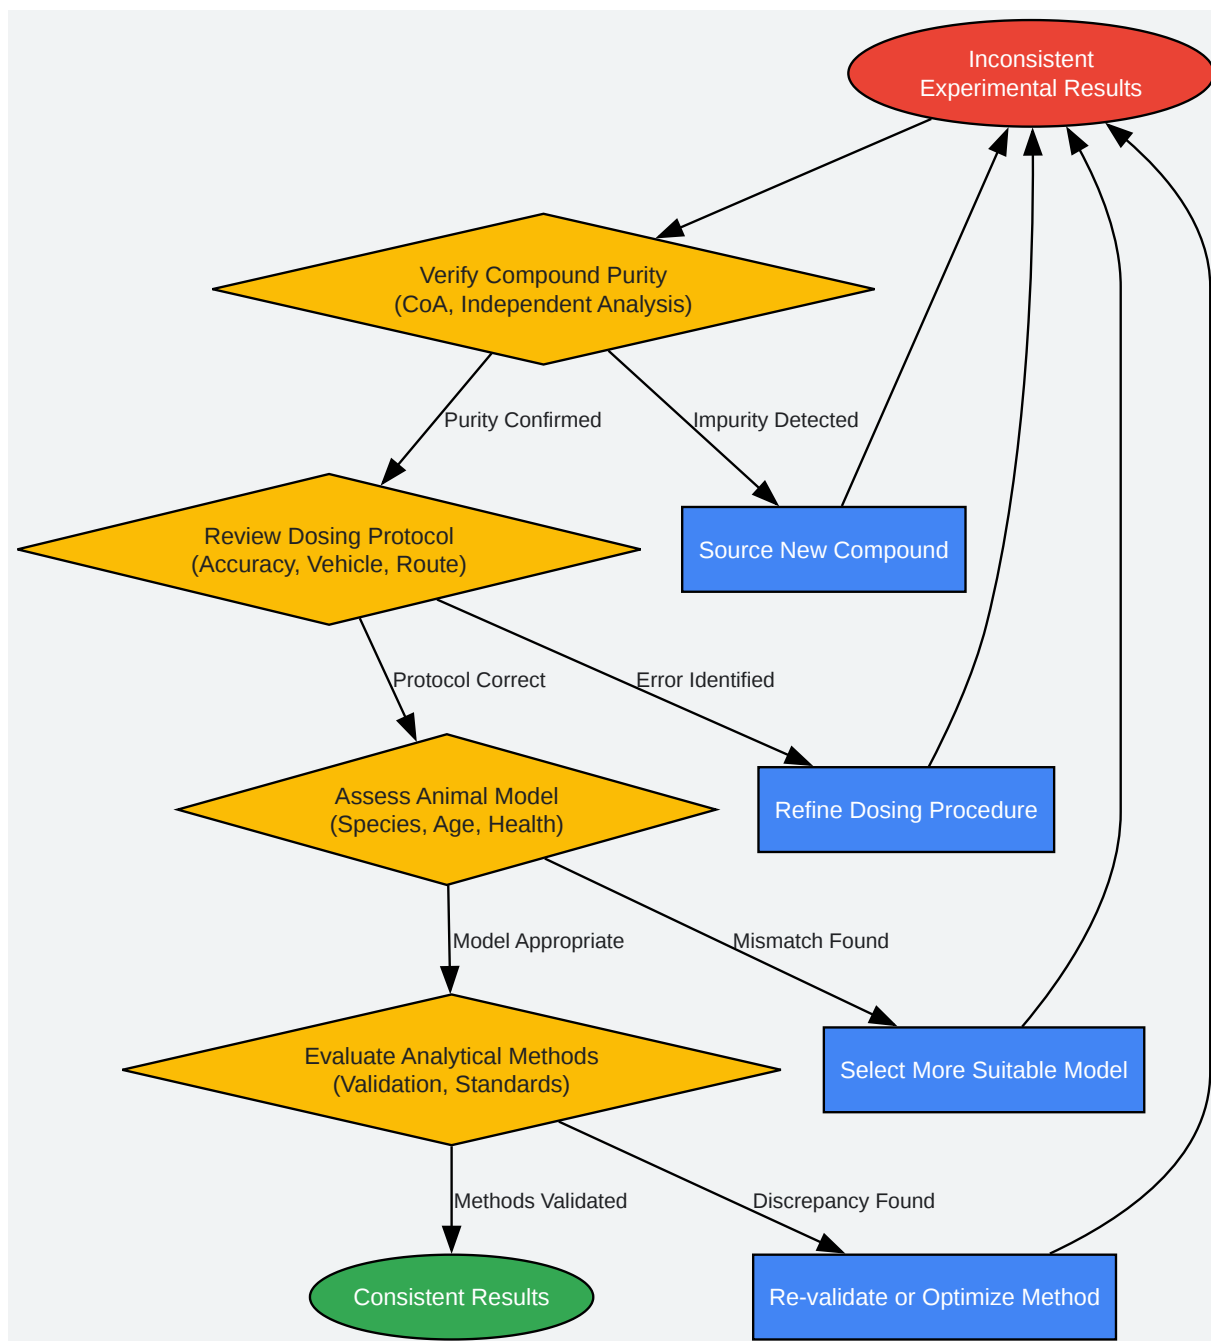 Inconsistent
Experimental Results
Verify Compound Purity
(CoA, Independent Analysis)
Purity Confirmed
Impurity Detected
Review Dosing Protocol
(Accuracy, Vehicle, Route)
Source New Compound
Protocol Correct
Error Identified
Assess Animal Model
(Species, Age, Health)
Refine Dosing Procedure
Model Appropriate
Mismatch Found
Evaluate Analytical Methods
(Validation, Standards)
Select More Suitable Model
Methods Validated
Discrepancy Found
Consistent Results
Re-validate or Optimize Method